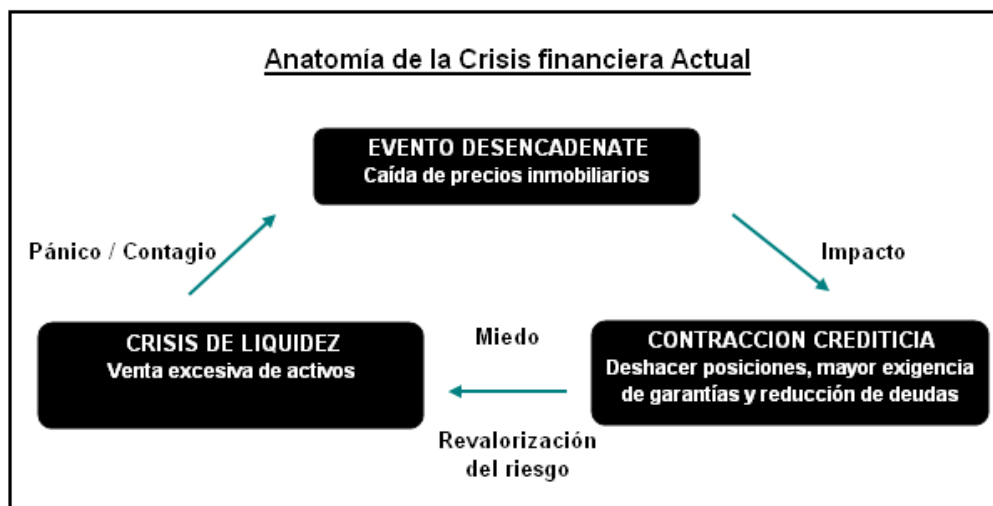 Anatomía de la Crisis financiera Actual
EVENTO DESENCADENATE
Caída de precios inmobiliarios
Pánico / Contagio
Impacto
CRISIS DE LIQUIDEZ
Venta excesiva de activos
Miedo
CONTRACCION CREDITICIA
Deshacer posiciones, mayor exigencia
de garantías y reducción de deudas
Revalorización
del riesgo